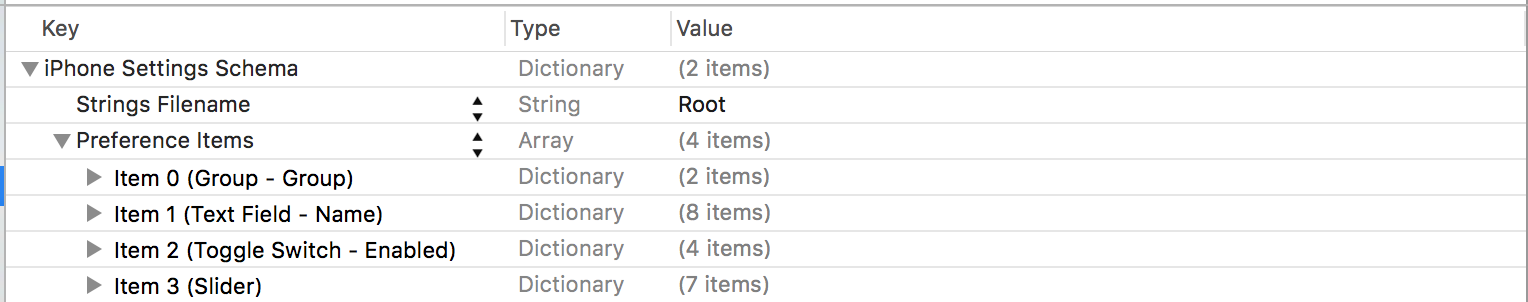 Key Type Value
iPhone Settings Schema Dictionary (2 items)
Strings Filename String Root
Preference Items Array (4 items)
Item 0 (Group - Group) Dictionary (2 items)
Item 1 (Text Field - Name) Dictionary (8 items)
Item 2 (Toggle Switch - Enabled) Dictionary (4 items)
Item 3 (Slider) Dictionary (7 items)